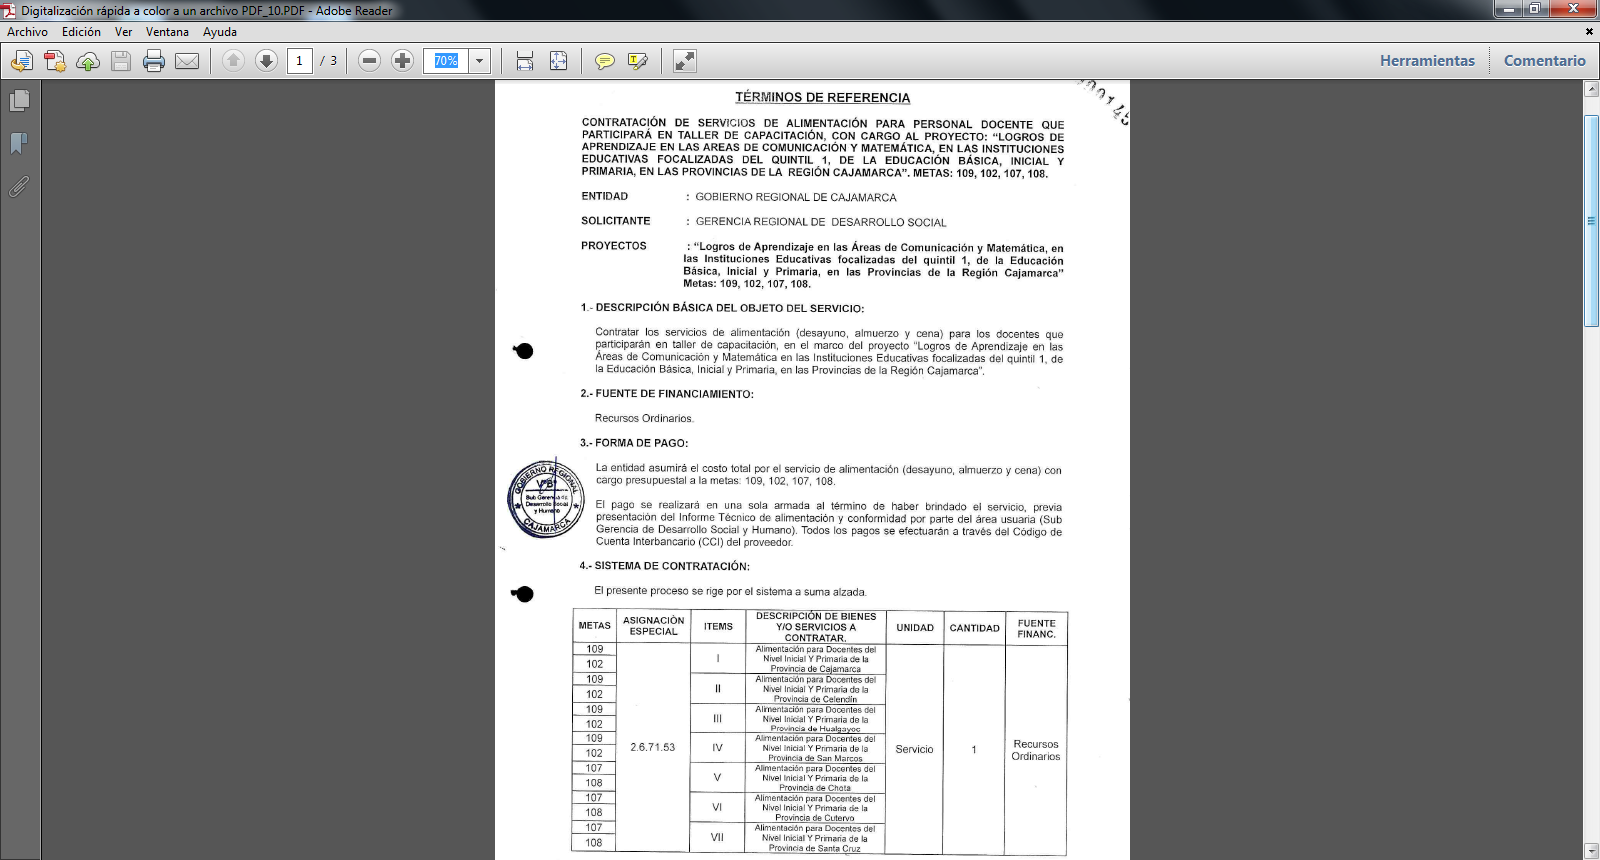 Digitalización rápida a color a un archivo PDF_10.PDF - Adobe Reader
Archivo Edición Ver Ventana Ayuda
1 / 3 70% Herramientas Comentario
TÉRMINOS DE REFERENCIA
CONTRATACIÓN DE SERVICIOS DE ALIMENTACIÓN PARA PERSONAL DOCENTE QUE
PARTICIPARÁ EN TALLER DE CAPACITACIÓN, CON CARGO AL PROYECTO: “LOGROS DE
APRENDIZAJE EN LAS AREAS DE COMUNICACIÓN Y MATEMÁTICA, EN LAS INSTITUCIONES
EDUCATIVAS FOCALIZADAS DEL QUINTIL 1, DE LA EDUCACIÓN BÁSICA, INICIAL Y
PRIMARIA, EN LAS PROVINCIAS DE LA REGIÓN CAJAMARCA”. METAS: 109, 102, 107, 108.
ENTIDAD : GOBIERNO REGIONAL DE CAJAMARCA
SOLICITANTE : GERENCIA REGIONAL DE DESARROLLO SOCIAL
PROYECTOS : “Logros de Aprendizaje en las Áreas de Comunicación y Matemática, en
las Instituciones Educativas focalizadas del quintil 1, de la Educación
Básica, Inicial y Primaria, en las Provincias de la Región Cajamarca”
Metas: 109, 102, 107, 108.
1.- DESCRIPCIÓN BÁSICA DEL OBJETO DEL SERVICIO:
Contratar los servicios de alimentación (desayuno, almuerzo y cena) para los docentes que
participarán en taller de capacitación, en el marco del proyecto “Logros de Aprendizaje en las
Áreas de Comunicación y Matemática en las Instituciones Educativas focalizadas del quintil 1, de
la Educación Básica, Inicial y Primaria, en las Provincias de la Región Cajamarca”.
2.- FUENTE DE FINANCIAMIENTO:
Recursos Ordinarios.
3.- FORMA DE PAGO:
La entidad asumirá el costo total por el servicio de alimentación (desayuno, almuerzo y cena) con
cargo presupuestal a la metas: 109, 102, 107, 108.
El pago se realizará en una sola armada al término de haber brindado el servicio, previa
presentación del Informe Técnico de alimentación y conformidad por parte del área usuaria (Sub
Gerencia de Desarrollo Social y Humano). Todos los pagos se efectuarán a través del Código de
Cuenta Interbancario (CCI) del proveedor.
GOBIERNO REGIONAL
V°B°
Sub Gerencia de
Desarrollo Social
y Humano
CAJAMARCA
4.- SISTEMA DE CONTRATACIÓN:
El presente proceso se rige por el sistema a suma alzada.
METAS ASIGNACIÓN ESPECIAL ITEMS DESCRIPCIÓN DE BIENES Y/O SERVICIOS A CONTRATAR. UNIDAD CANTIDAD FUENTE FINANC.
109 102 I Alimentación para Docentes del Nivel Inicial Y Primaria de la Provincia de Cajamarca
109 102 II Alimentación para Docentes del Nivel Inicial Y Primaria de la Provincia de Celendín
109 102 III Alimentación para Docentes del Nivel Inicial Y Primaria de la Provincia de Hualgayoc
109 102 2.6.71.53 IV Alimentación para Docentes del Nivel Inicial Y Primaria de la Provincia de San Marcos Servicio 1 Recursos Ordinarios
107 108 V Alimentación para Docentes del Nivel Inicial Y Primaria de la Provincia de Chota
107 108 VI Alimentación para Docentes del Nivel Inicial Y Primaria de la Provincia de Cutervo
107 108 VII Alimentación para Docentes del Nivel Inicial Y Primaria de la Provincia de Santa Cruz